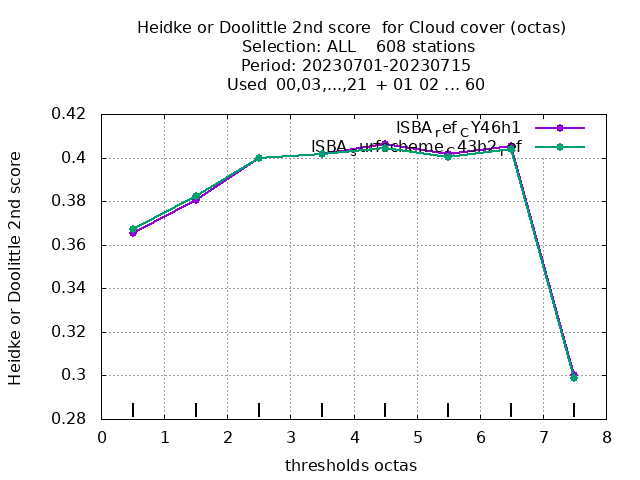 Heidke or Doolittle 2nd score for Cloud cover (octas)
Selection: ALL 608 stations
Period: 20230701-20230715
Used 00,03,...,21 + 01 02 ... 60
ISBA_ref_CY46h1
0.42
0.4
0.38
0.36
0.34
0.32
0.3
0.28
Heidke or Doolittle 2nd score
0 1 2 3 4 5 6 7 8
thresholds octas